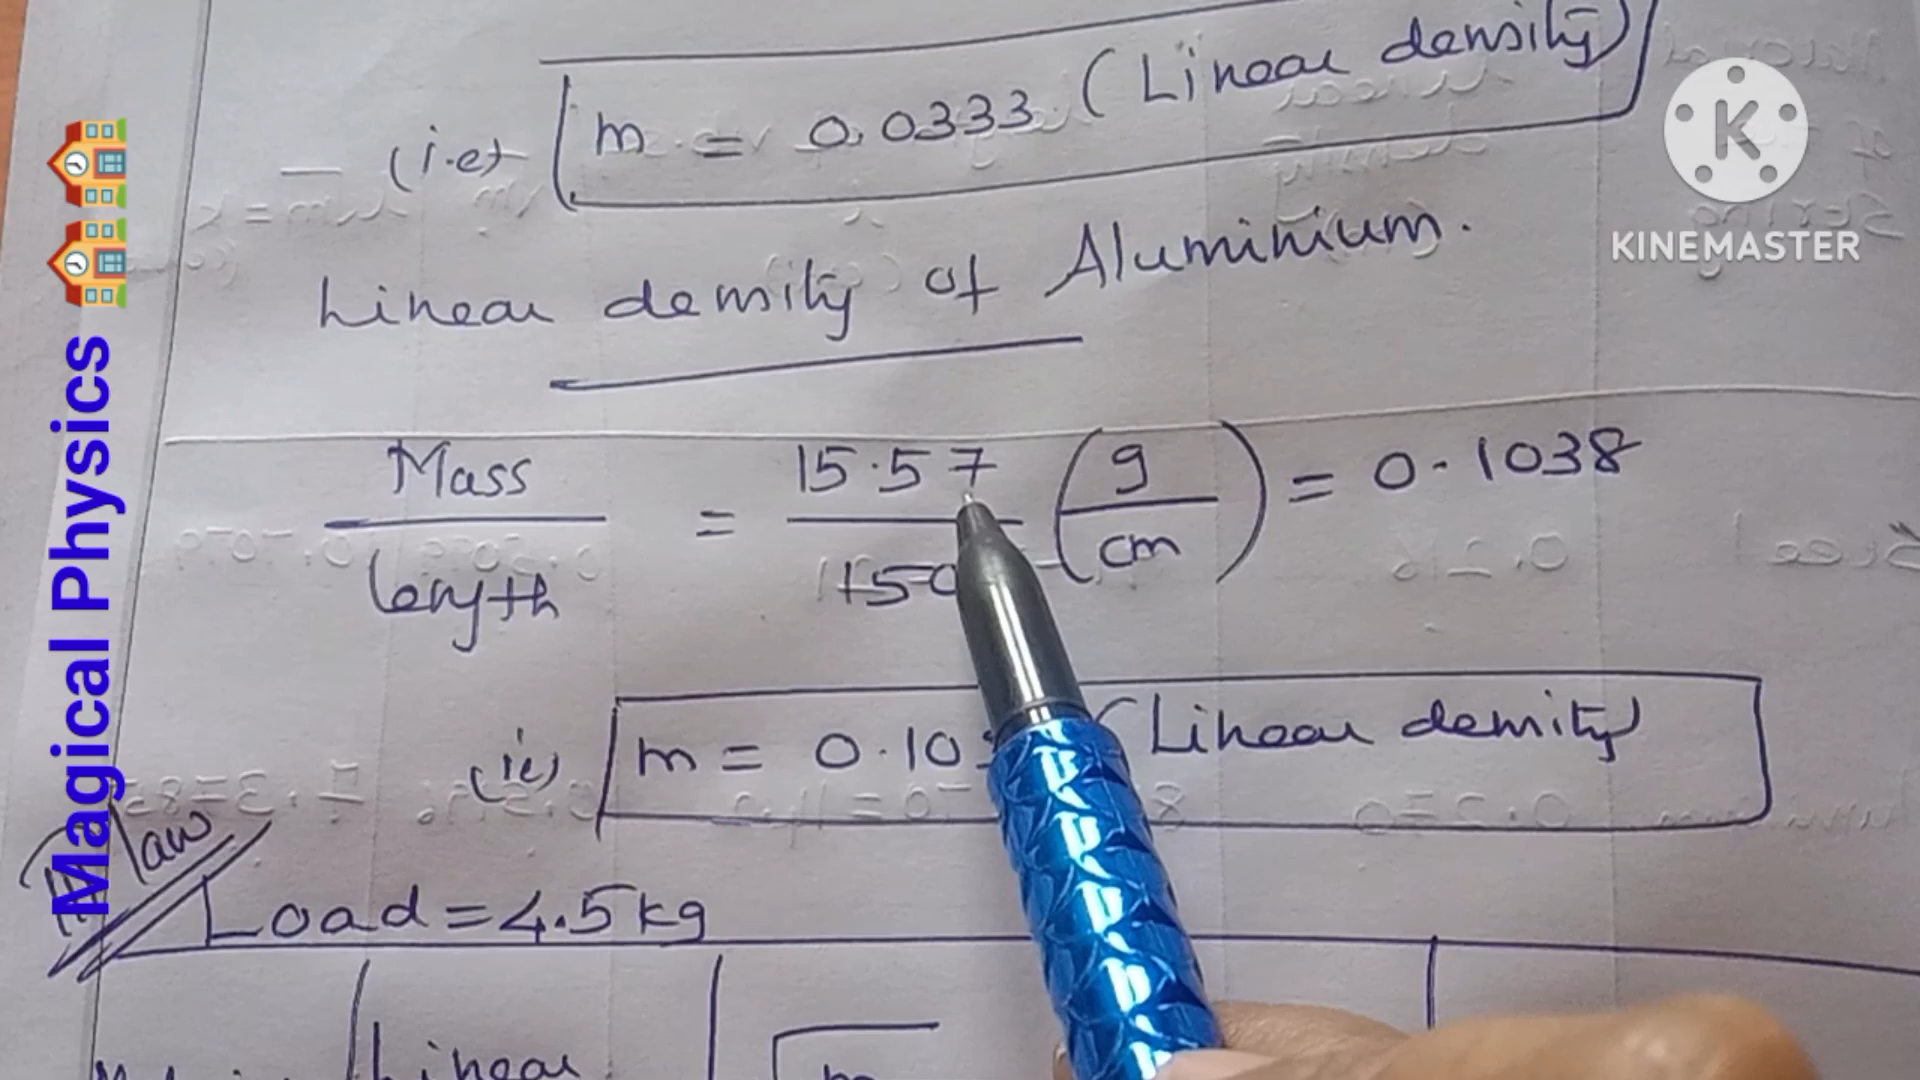 (i.e) m = 0.0333 (Linear density)
KINEMASTER
Linear density of Aluminium.
Mass / length = 15.57 / 150 (g / cm) = 0.1038
(ie) m = 0.10 (Linear density)
law
Load = 4.5 kg
Linear
m
Magical Physics